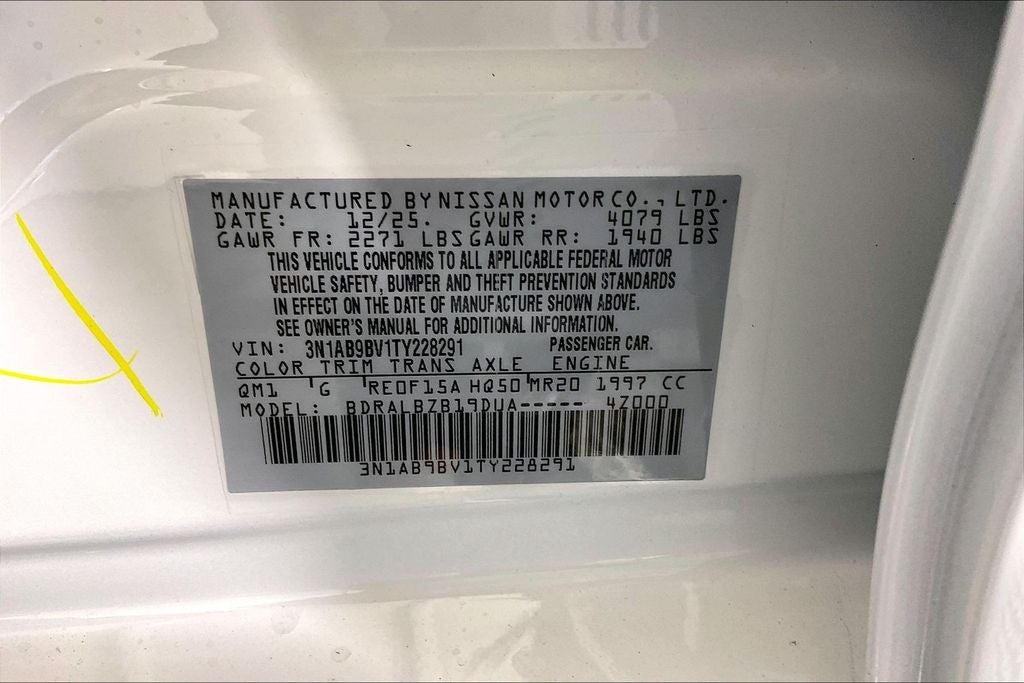 MANUFACTURED BY NISSAN MOTOR CO., LTD.
DATE: 12/25. GVWR: 4079 LBS
GAWR FR: 2271 LBS GAWR RR: 1940 LBS
THIS VEHICLE CONFORMS TO ALL APPLICABLE FEDERAL MOTOR
VEHICLE SAFETY, BUMPER AND THEFT PREVENTION STANDARDS
IN EFFECT ON THE DATE OF MANUFACTURE SHOWN ABOVE.
SEE OWNER'S MANUAL FOR ADDITIONAL INFORMATION.
VIN: 3N1AB9BV1TY228291 PASSENGER CAR.
COLOR TRIM TRANS AXLE ENGINE
QM1 'G 'RE0F15A HQ50'MR20 1997 CC
MODEL: BDRALBZB19DUA----- 4Z000
3N1AB9BV1TY228291